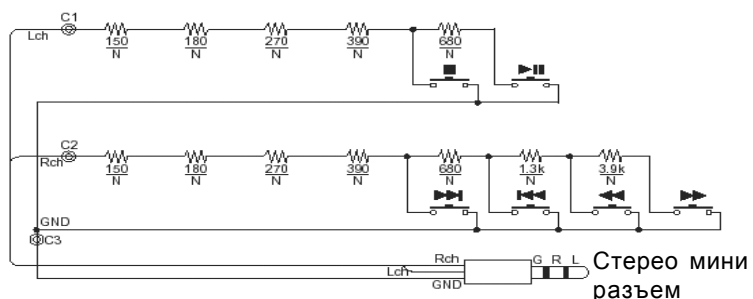 C1
Lch
150 180 270 390 680
N N N N N
C2
Rch
150 180 270 390 680 1.3k 3.9k
N N N N N N N
GND
C3
Rch G R L Стерео мини
Lch разъем
GND